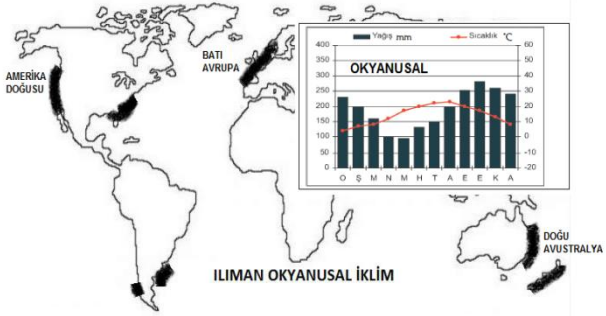 BATI
AVRUPA
AMERİKA
DOĞUSU
Yağış mm Sıcaklık °C
OKYANUSAL
400
350
300
250
200
150
100
50
0
60
50
40
30
20
10
0
-10
-20
O Ş M N M H T A E E K A
DOĞU
AVUSTRALYA
ILIMAN OKYANUSAL İKLİM